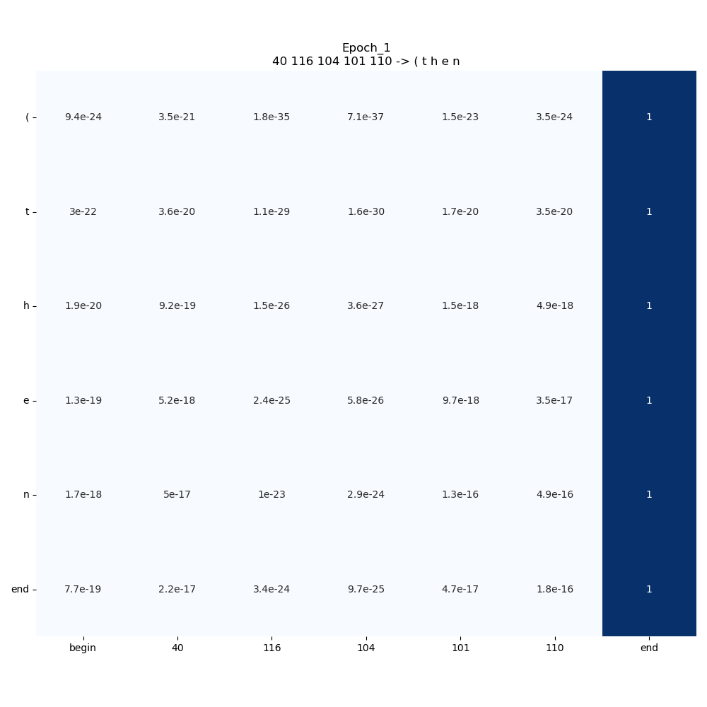 Epoch_1
40 116 104 101 110 -> ( t h e n
( 9.4e-24 3.5e-21 1.8e-35 7.1e-37 1.5e-23 3.5e-24 1
t 3e-22 3.6e-20 1.1e-29 1.6e-30 1.7e-20 3.5e-20 1
h 1.9e-20 9.2e-19 1.5e-26 3.6e-27 1.5e-18 4.9e-18 1
e 1.3e-19 5.2e-18 2.4e-25 5.8e-26 9.7e-18 3.5e-17 1
n 1.7e-18 5e-17 1e-23 2.9e-24 1.3e-16 4.9e-16 1
end 7.7e-19 2.2e-17 3.4e-24 9.7e-25 4.7e-17 1.8e-16 1
begin 40 116 104 101 110 end